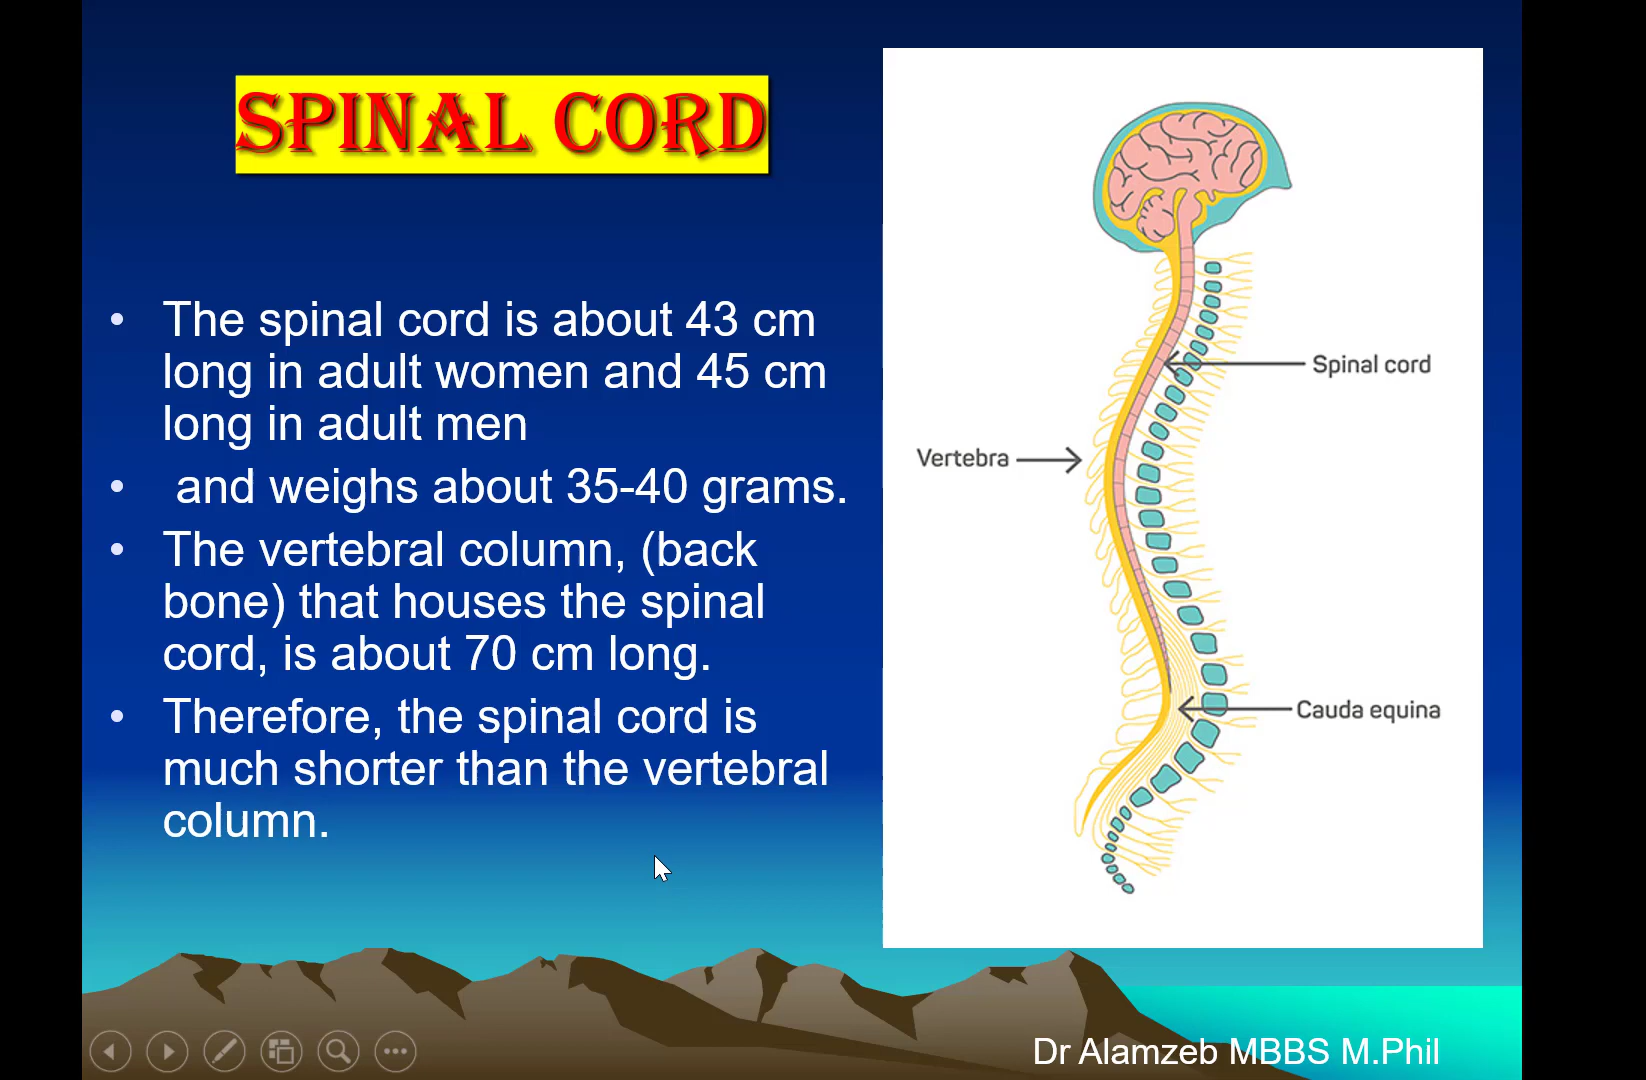 SPINAL CORD
• The spinal cord is about 43 cm
long in adult women and 45 cm
long in adult men
• and weighs about 35-40 grams.
• The vertebral column, (back
bone) that houses the spinal
cord, is about 70 cm long.
• Therefore, the spinal cord is
much shorter than the vertebral
column.
Spinal cord
Vertebra
Cauda equina
Dr Alamzeb MBBS M.Phil